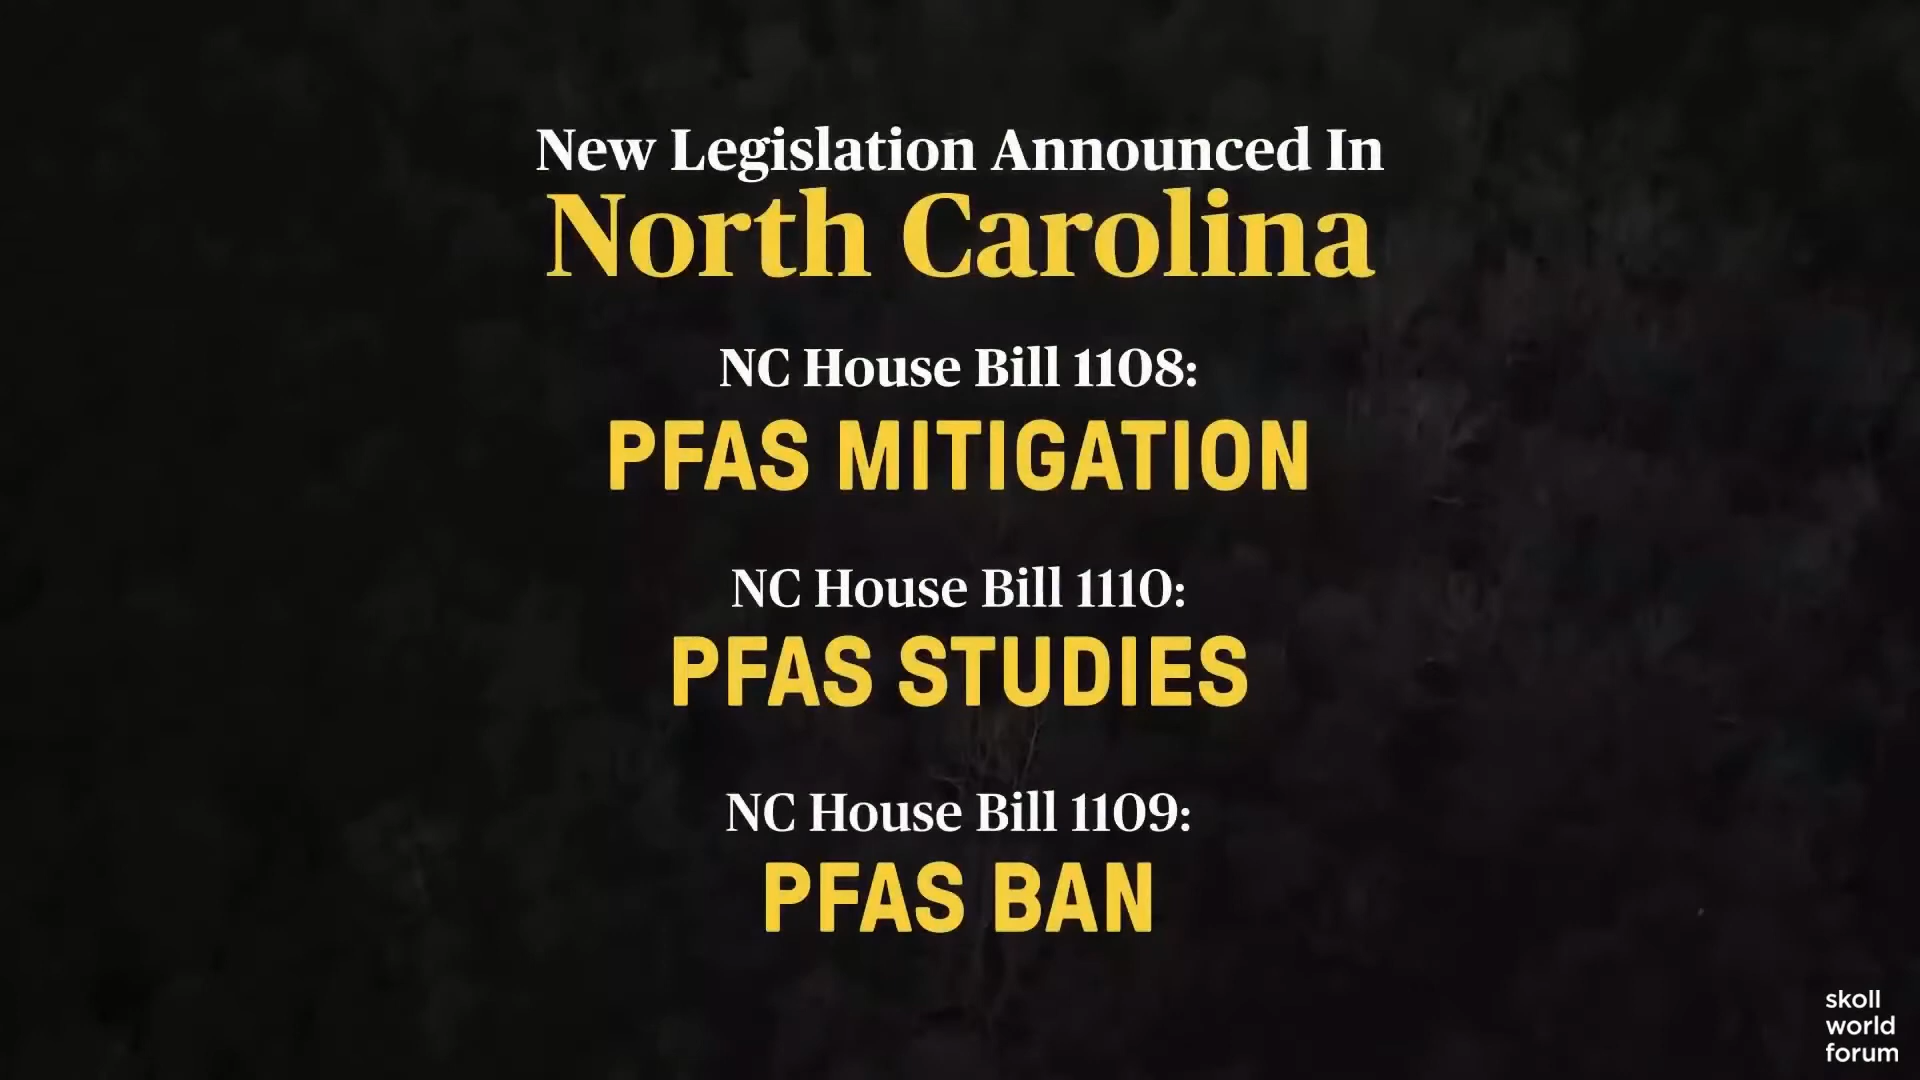 New Legislation Announced In
North Carolina
NC House Bill 1108:
PFAS MITIGATION
NC House Bill 1110:
PFAS STUDIES
NC House Bill 1109:
PFAS BAN
skoll
world
forum